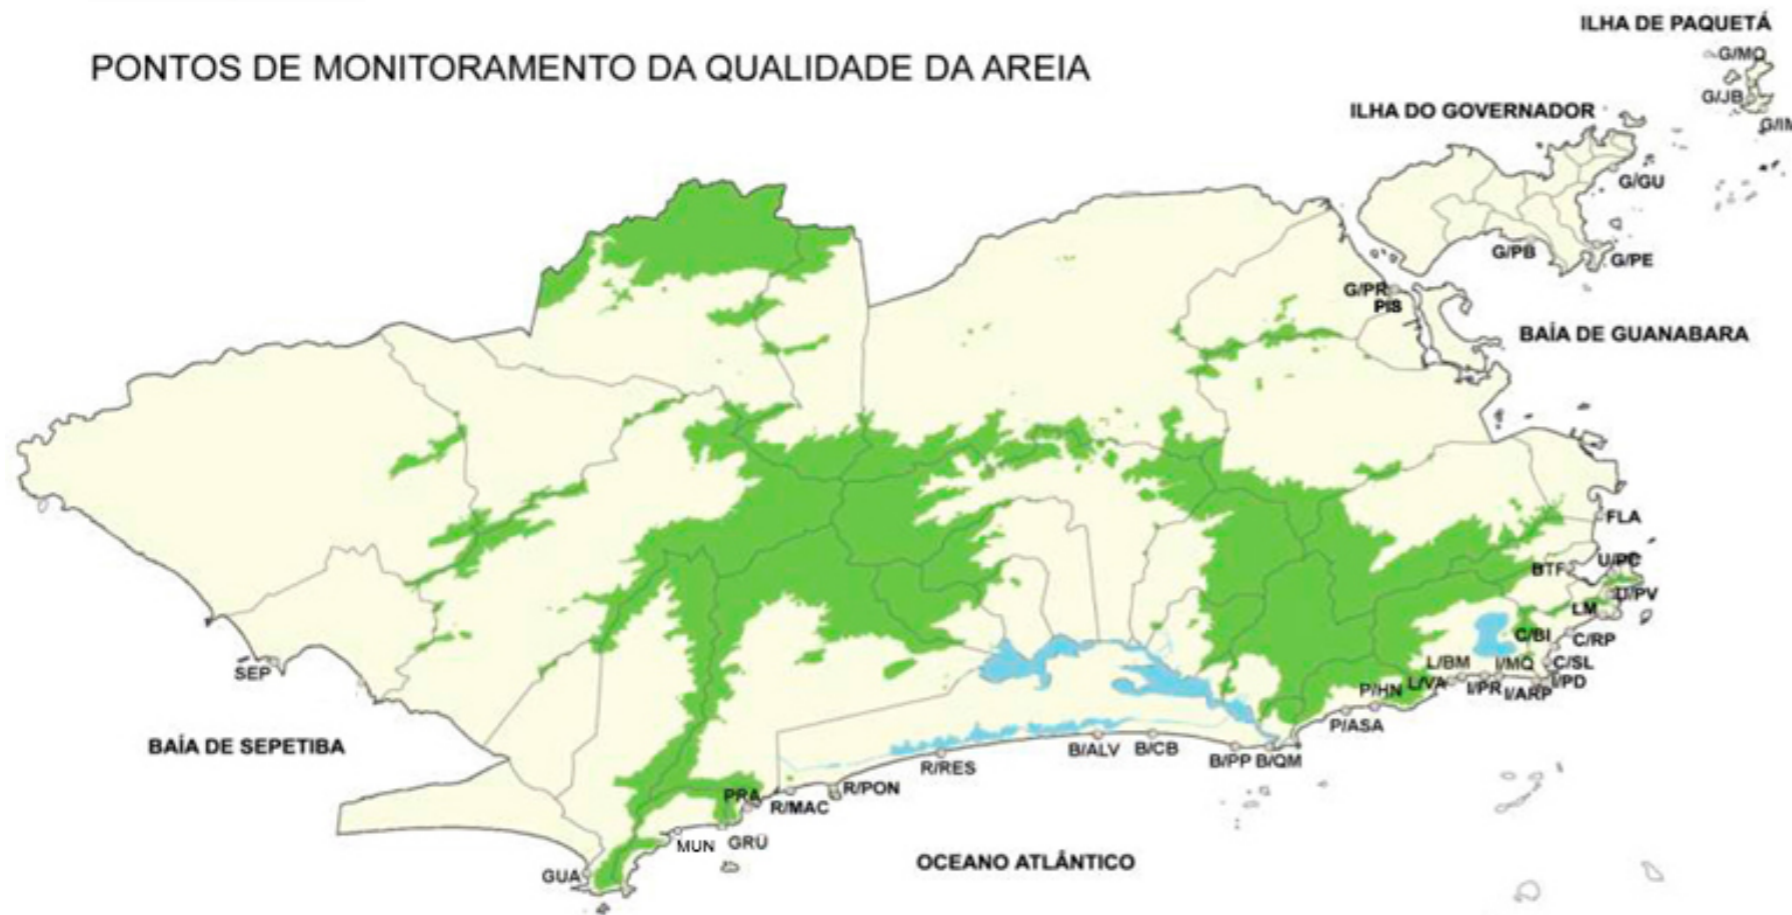 ILHA DE PAQUETÁ
G/MO
PONTOS DE MONITORAMENTO DA QUALIDADE DA AREIA
G/JB
ILHA DO GOVERNADOR
G/IM
G/GU
G/PB
G/PE
G/PR
PIS
BAÍA DE GUANABARA
FLA
U/PC
BTF
U/PV
LM
C/BI
C/RP
L/BM
I/MQ
C/SL
SEP
P/HN
L/VA
I/PR
I/ARP
I/PD
P/ASA
BAÍA DE SEPETIBA
B/ALV
B/CB
B/PP
B/QM
R/RES
PRA
R/MAC
R/PON
MUN
GRU
OCEANO ATLÂNTICO
GUA